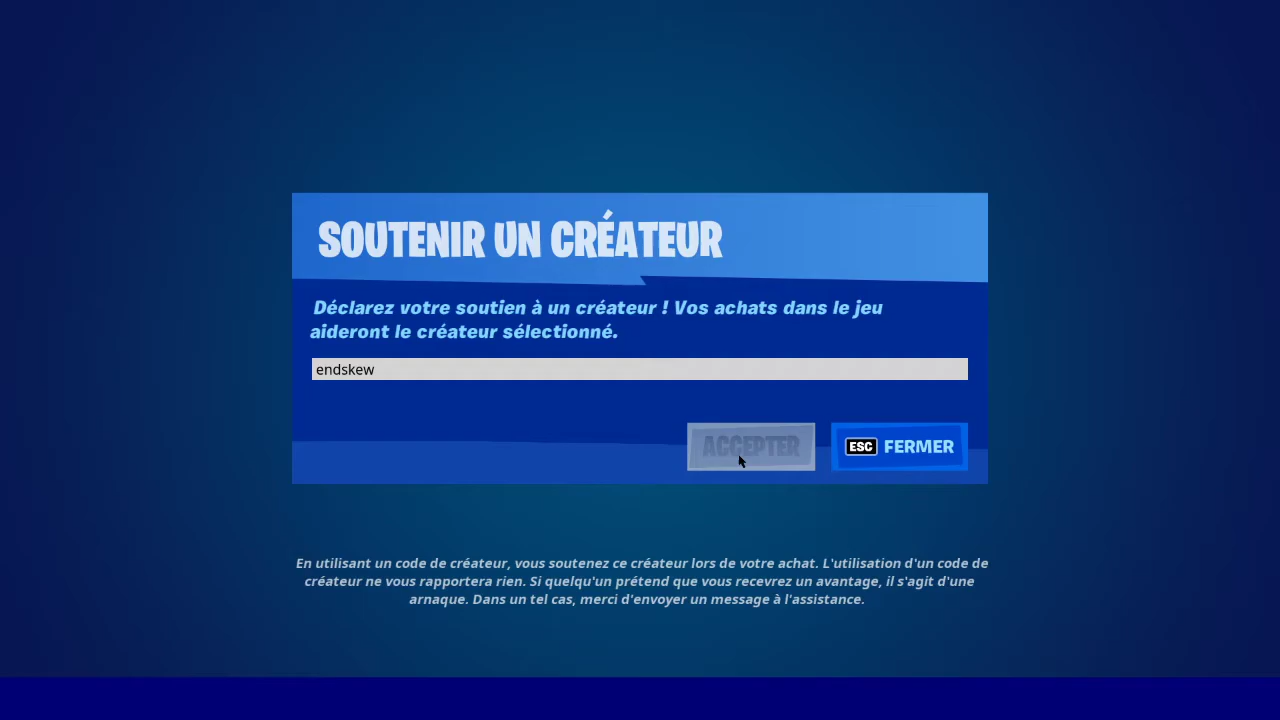 SOUTENIR UN CRÉATEUR
Déclarez votre soutien à un créateur ! Vos achats dans le jeu
aideront le créateur sélectionné.
endskew
ACCEPTER
ESC FERMER
En utilisant un code de créateur, vous soutenez ce créateur lors de votre achat. L'utilisation d'un code de
créateur ne vous rapportera rien. Si quelqu'un prétend que vous recevrez un avantage, il s'agit d'une
arnaque. Dans un tel cas, merci d'envoyer un message à l'assistance.